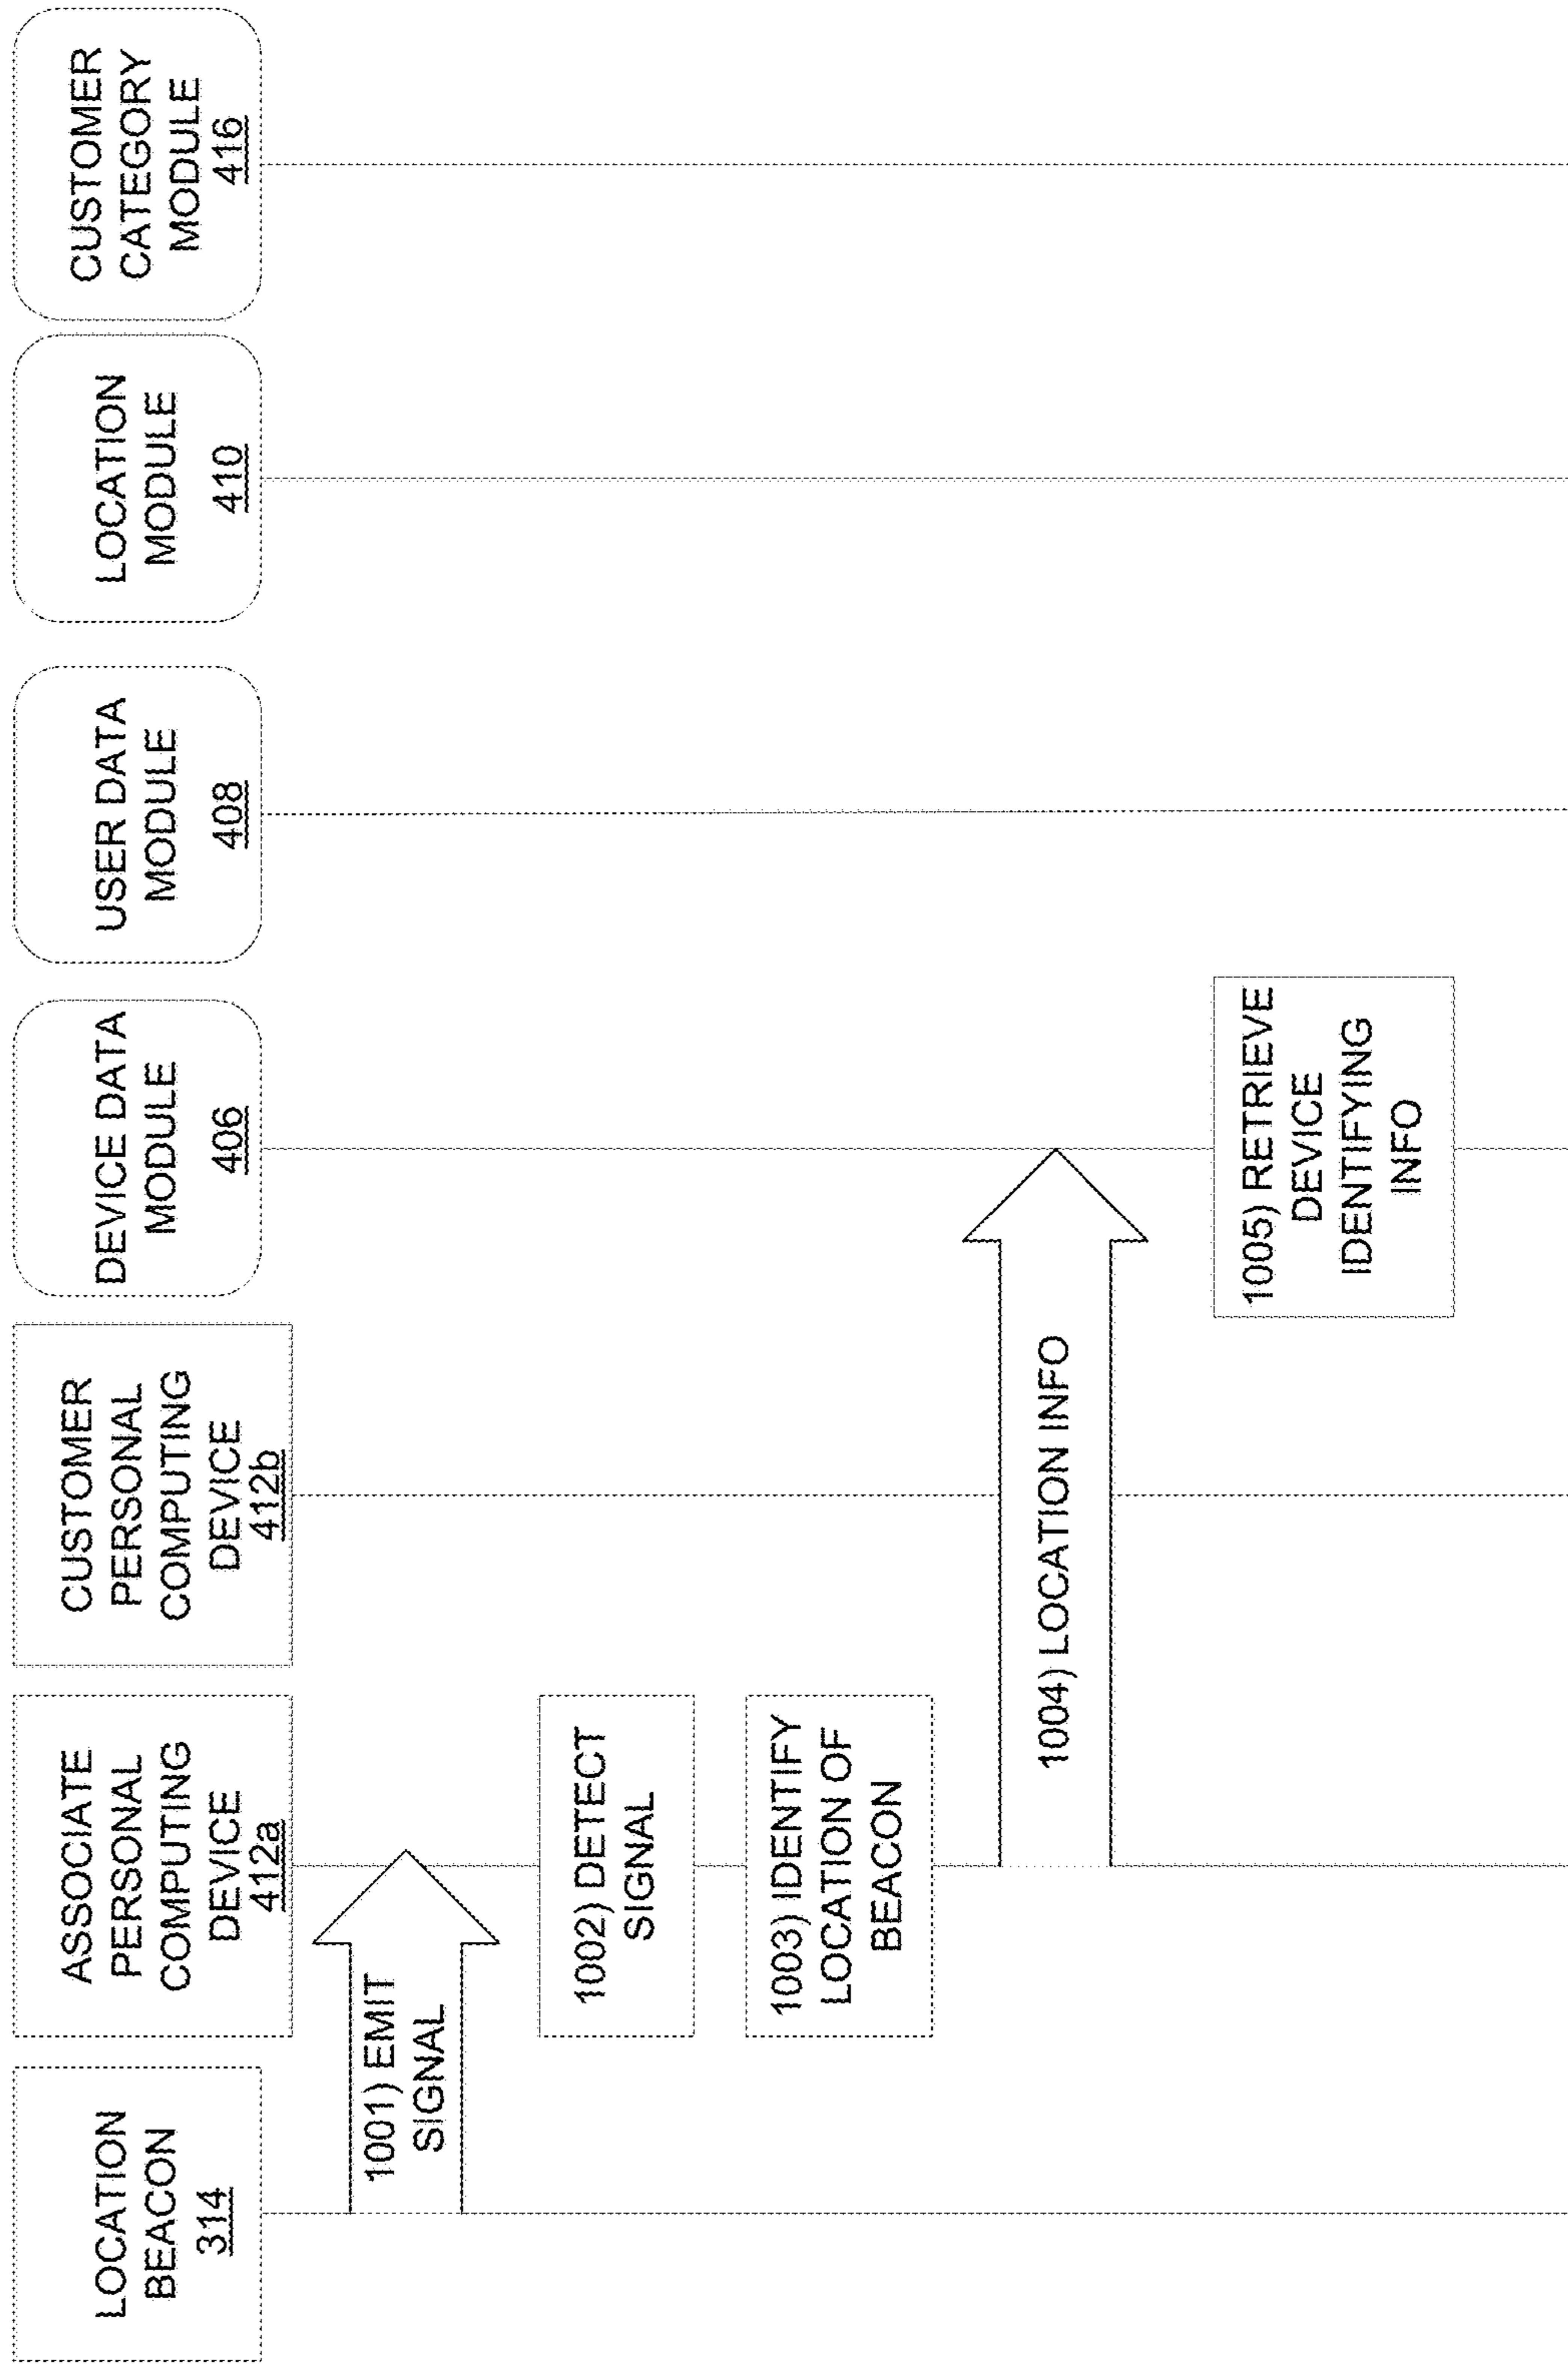 LOCATION
BEACON
314
ASSOCIATE
PERSONAL
COMPUTING
DEVICE
412a
CUSTOMER
PERSONAL
COMPUTING
DEVICE
412b
DEVICE DATA
MODULE
406
USER DATA
MODULE
408
LOCATION
MODULE
410
CUSTOMER
CATEGORY
MODULE
416
1001) EMIT
SIGNAL
1002) DETECT
SIGNAL
1003) IDENTIFY
LOCATION OF
BEACON
1004) LOCATION INFO
1005) RETRIEVE
DEVICE
IDENTIFYING
INFO